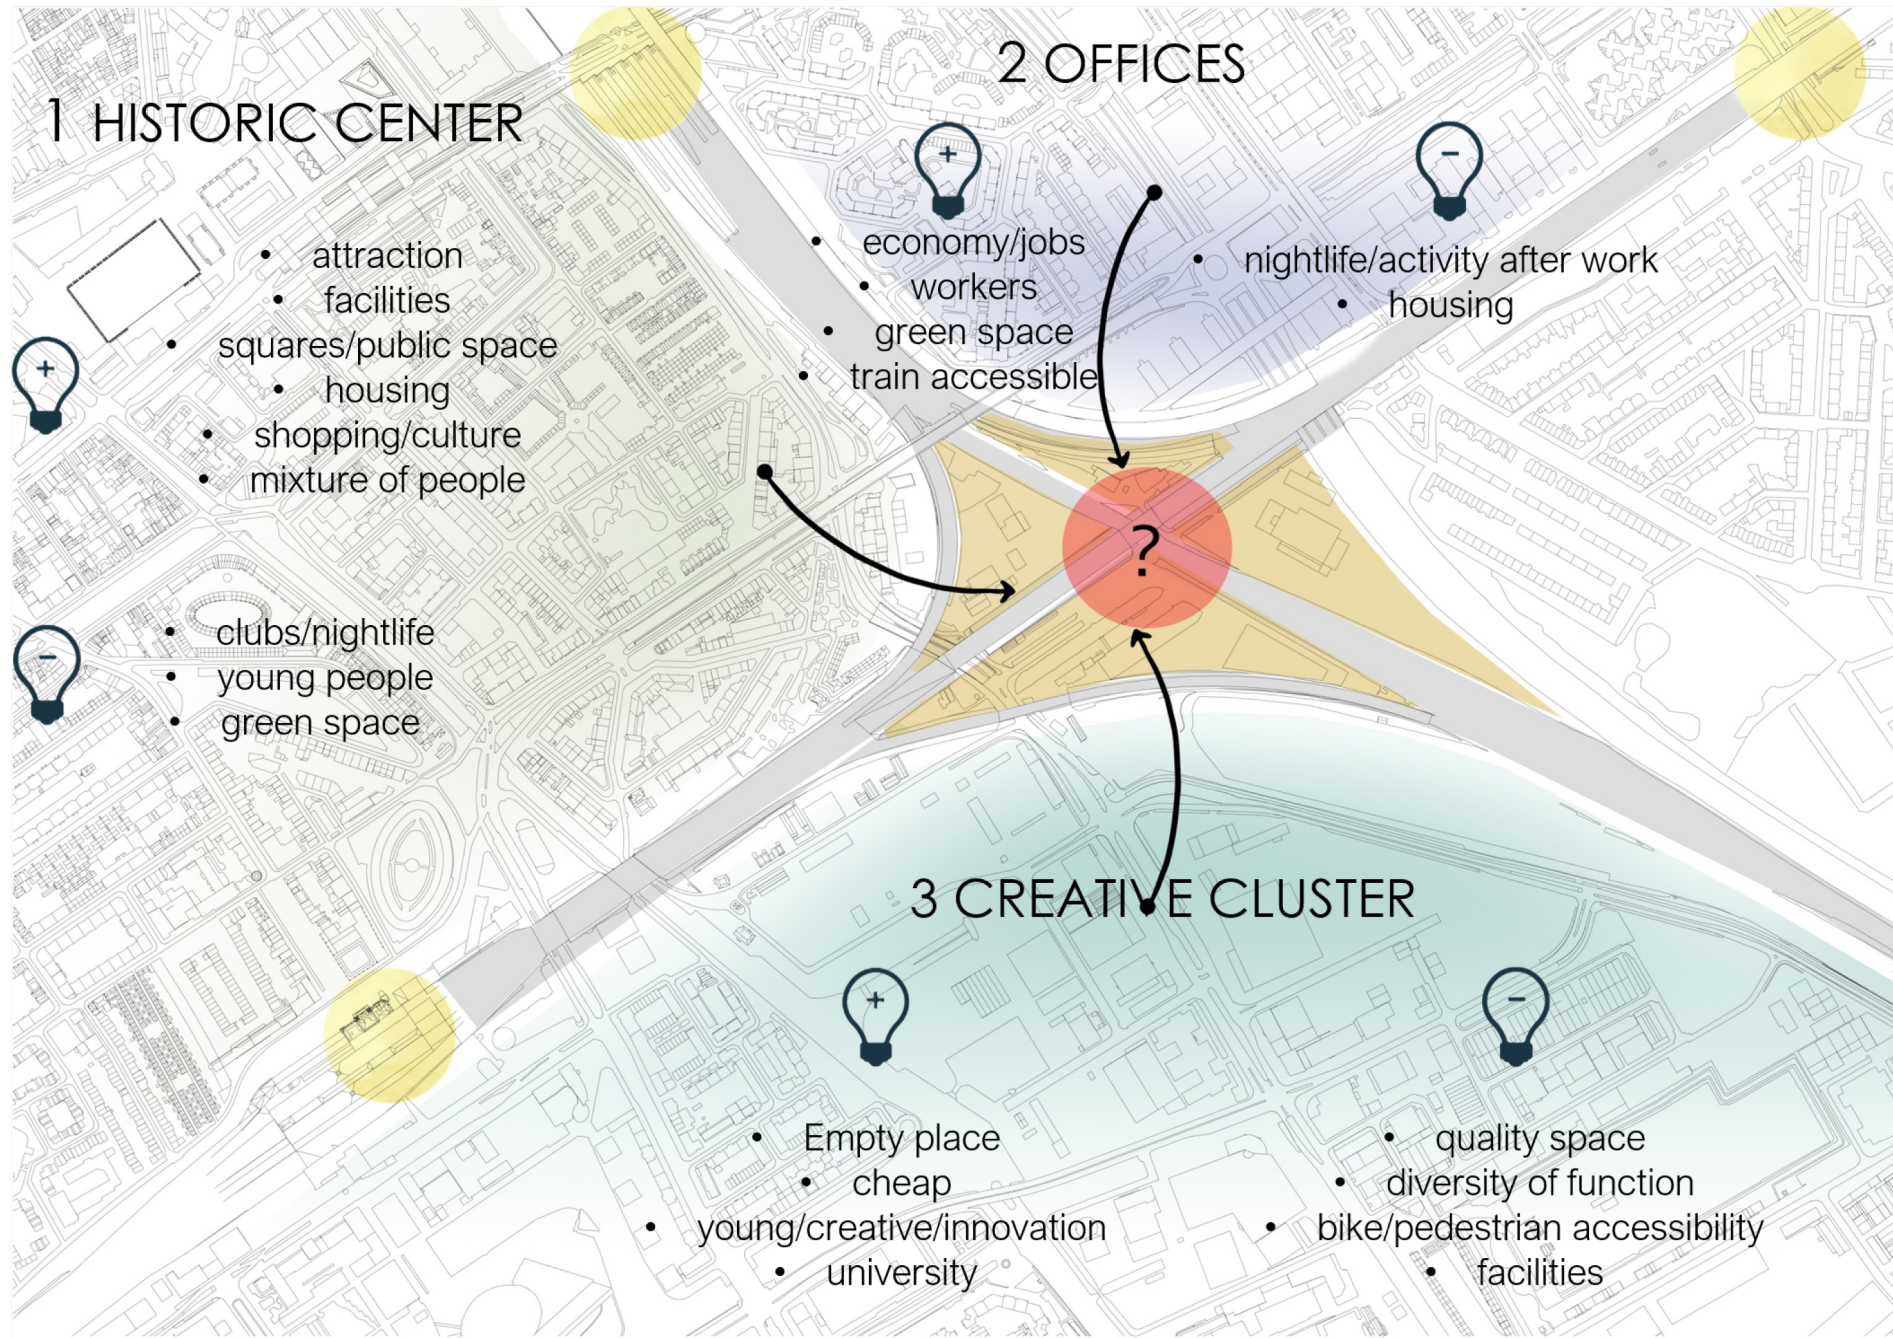 1 HISTORIC CENTER
+
• attraction
• facilities
• squares/public space
• housing
• shopping/culture
• mixture of people
−
• clubs/nightlife
• young people
• green space
2 OFFICES
+
• economy/jobs
• workers
• green space
• train accessible
−
• nightlife/activity after work
• housing
?
3 CREATIVE CLUSTER
+
• Empty place
• cheap
• young/creative/innovation
• university
−
• quality space
• diversity of function
• bike/pedestrian accessibility
• facilities